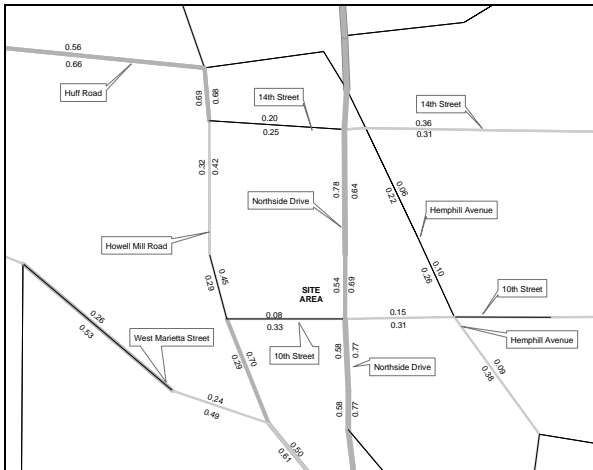 0.56
0.66
Huff Road
0.69
0.68
14th Street
14th Street
0.20
0.25
0.36
0.31
0.32
0.42
0.78
0.64
0.06
0.22
Northside Drive
Hemphill Avenue
Howell Mill Road
0.45
0.29
0.54
0.69
0.10
0.26
SITE
AREA
10th Street
0.26
0.53
0.08
0.33
0.15
0.31
West Marietta Street
10th Street
Hemphill Avenue
0.70
0.29
0.58
0.77
Northside Drive
0.09
0.38
0.24
0.49
0.58
0.77
0.50
0.61